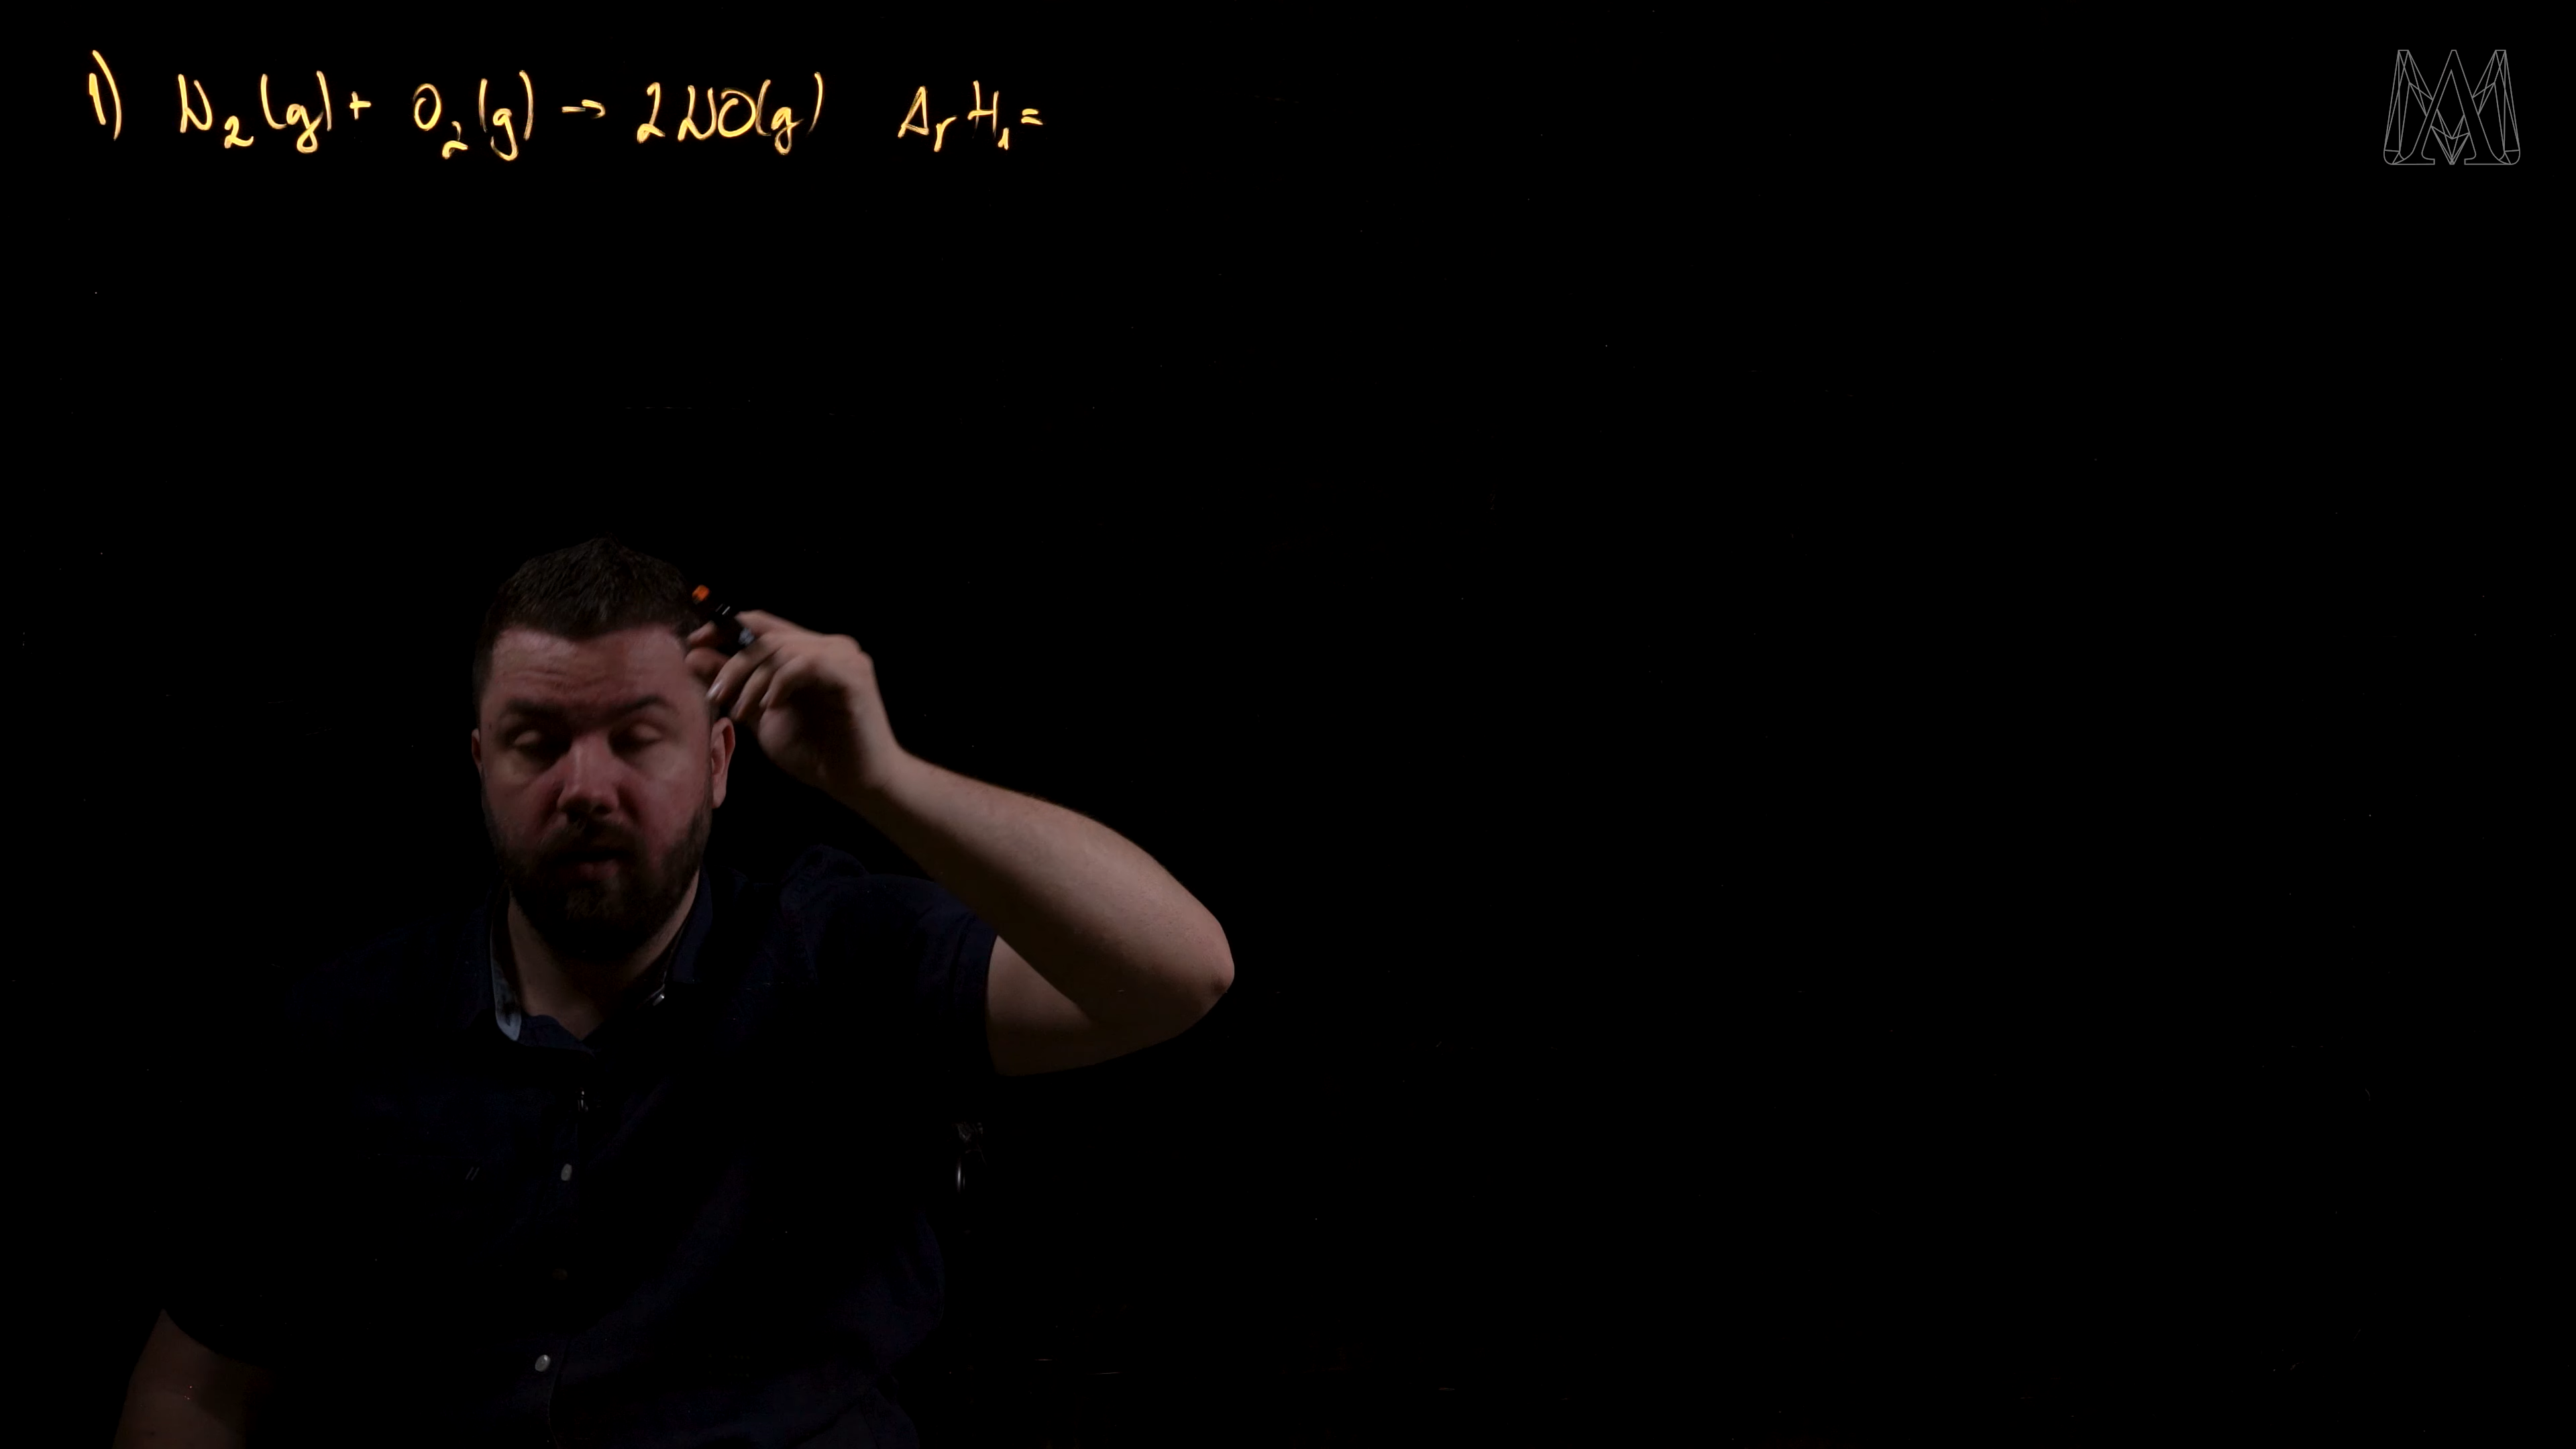 1) N₂(g) + O₂(g) → 2NO(g) ΔᵣH₁=